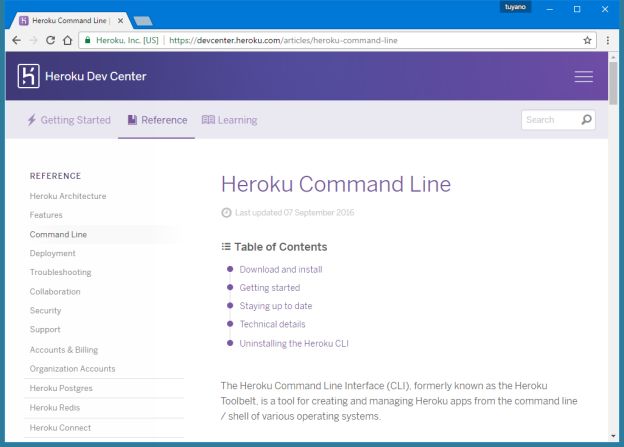 tuyano
Heroku Command Line |
Heroku, Inc. [US] | https://devcenter.heroku.com/articles/heroku-command-line
Heroku Dev Center
Getting Started Reference Learning Search
REFERENCE
Heroku Architecture
Features
Command Line
Deployment
Troubleshooting
Collaboration
Security
Support
Accounts & Billing
Organization Accounts
Heroku Postgres
Heroku Redis
Heroku Connect
Heroku Command Line
Last updated 07 September 2016
Table of Contents
Download and install
Getting started
Staying up to date
Technical details
Uninstalling the Heroku CLI
The Heroku Command Line Interface (CLI), formerly known as the Heroku
Toolbelt, is a tool for creating and managing Heroku apps from the command line
/ shell of various operating systems.